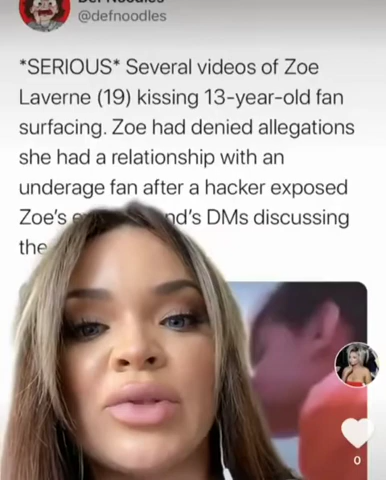 @defnoodles
*SERIOUS* Several videos of Zoe
Laverne (19) kissing 13-year-old fan
surfacing. Zoe had denied allegations
she had a relationship with an
underage fan after a hacker exposed
Zoe's nd's DMs discussing
the
0